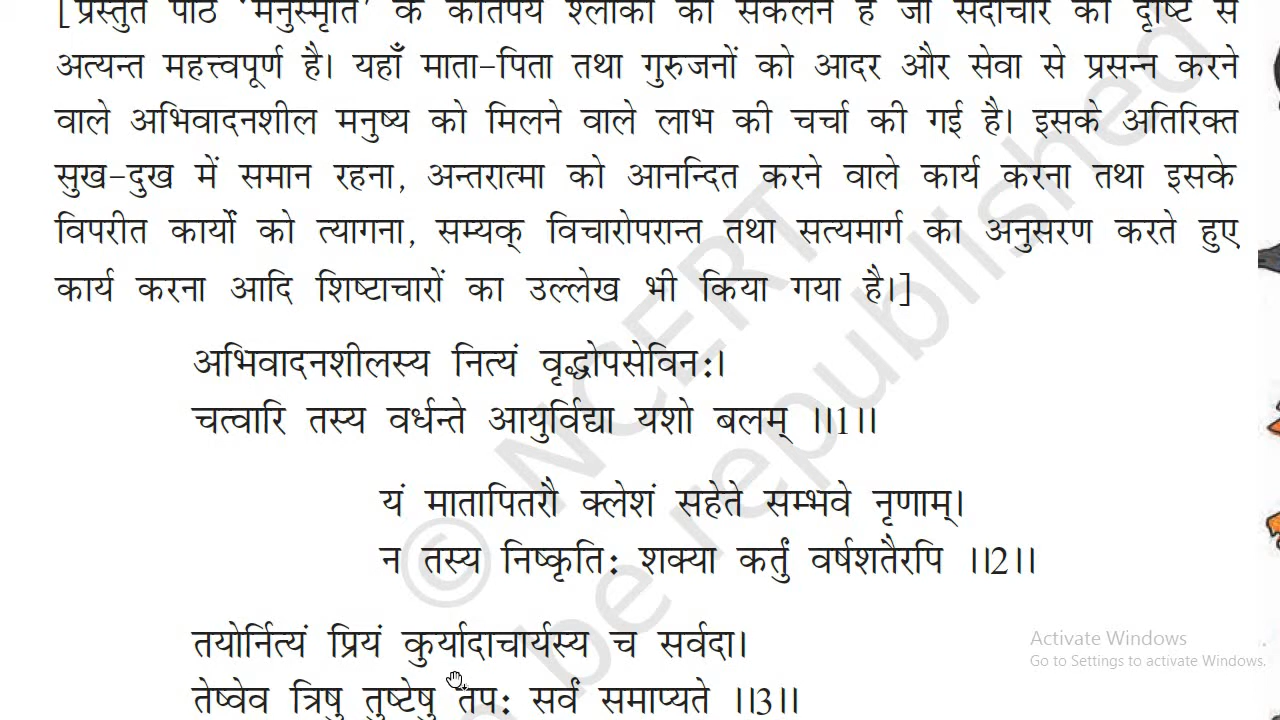 [प्रस्तुत पाठ 'मनुस्मृति' के कतिपय श्लोकों का संकलन है जो सदाचार की दृष्टि से
अत्यन्त महत्त्वपूर्ण है। यहाँ माता-पिता तथा गुरुजनों को आदर और सेवा से प्रसन्न करने
वाले अभिवादनशील मनुष्य को मिलने वाले लाभ की चर्चा की गई है। इसके अतिरिक्त
सुख-दुख में समान रहना, अन्तरात्मा को आनन्दित करने वाले कार्य करना तथा इसके
विपरीत कार्यों को त्यागना, सम्यक् विचारोपरान्त तथा सत्यमार्ग का अनुसरण करते हुए
कार्य करना आदि शिष्टाचारों का उल्लेख भी किया गया है।]
अभिवादनशीलस्य नित्यं वृद्धोपसेविनः।
चत्वारि तस्य वर्धन्ते आयुर्विद्या यशो बलम् ।।1।।
यं मातापितरौ क्लेशं सहेते सम्भवे नृणाम्।
न तस्य निष्कृतिः शक्या कर्तुं वर्षशतैरपि ।।2।।
तयोर्नित्यं प्रियं कुर्यादाचार्यस्य च सर्वदा।
तेष्वेव त्रिषु तुष्टेषु तपः सर्वं समाप्यते ।।3।।
© NCERT
be republished
Activate Windows
Go to Settings to activate Windows.